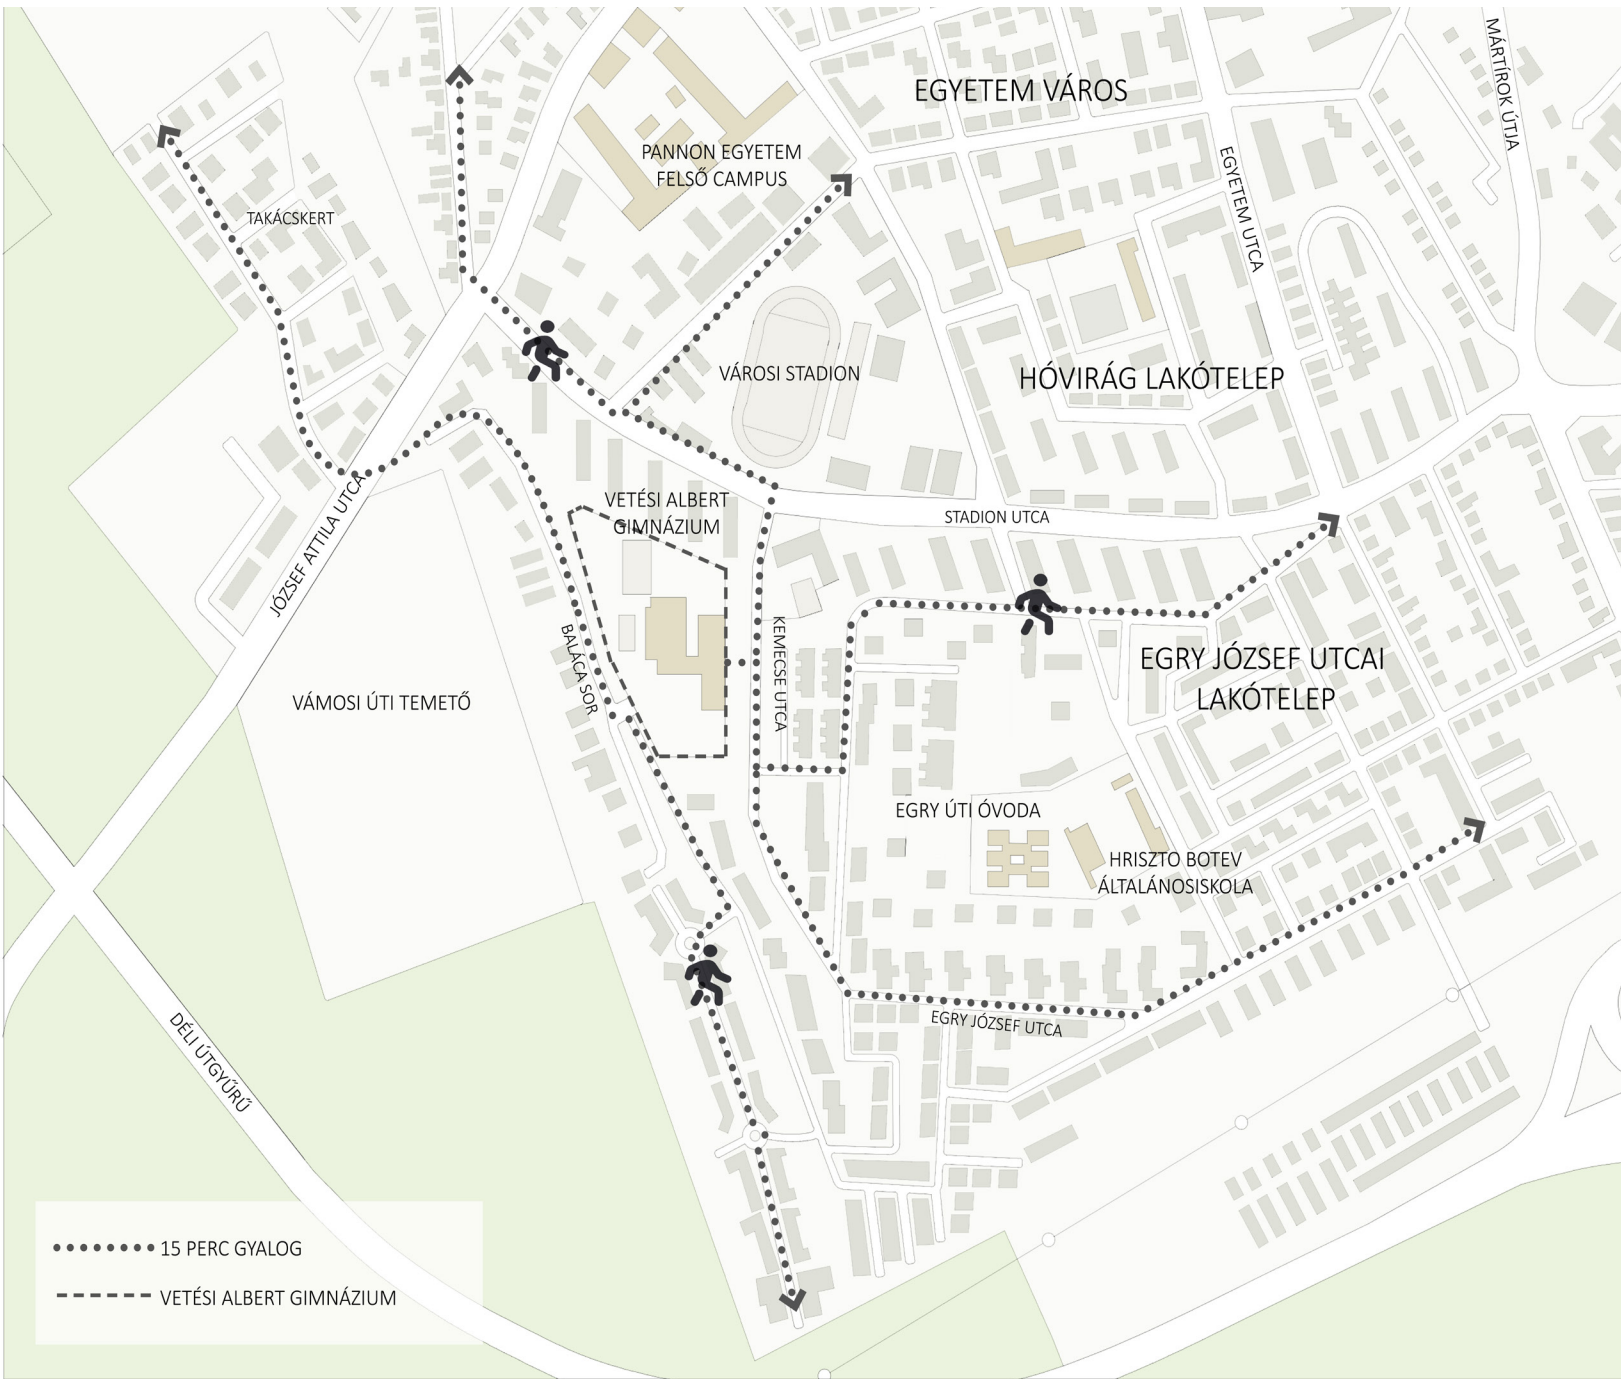 EGYETEM VÁROS
MÁRTÍROK ÚTJA
PANNON EGYETEM
FELSŐ CAMPUS
EGYETEM UTCA
TAKÁCSKERT
VÁROSI STADION
HÓVIRÁG LAKÓTELEP
VETÉSI ALBERT
GIMNÁZIUM
STADION UTCA
JÓZSEF ATTILA UTCA
BALÁCA SOR
KEMECSE UTCA
EGRY JÓZSEF UTCAI
LAKÓTELEP
VÁMOSI ÚTI TEMETŐ
EGRY ÚTI ÓVODA
HRISZTO BOTEV
ÁLTALÁNOSISKOLA
EGRY JÓZSEF UTCA
DÉLI ÚTGYŰRŰ
15 PERC GYALOG
VETÉSI ALBERT GIMNÁZIUM